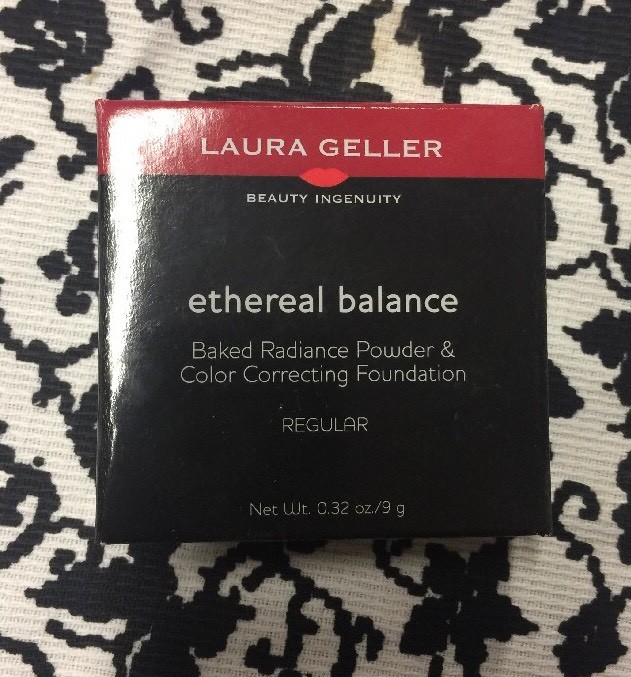 LAURA GELLER
BEAUTY INGENUITY
ethereal balance
Baked Radiance Powder &
Color Correcting Foundation
REGULAR
Net Wt. 0.32 oz./9 g